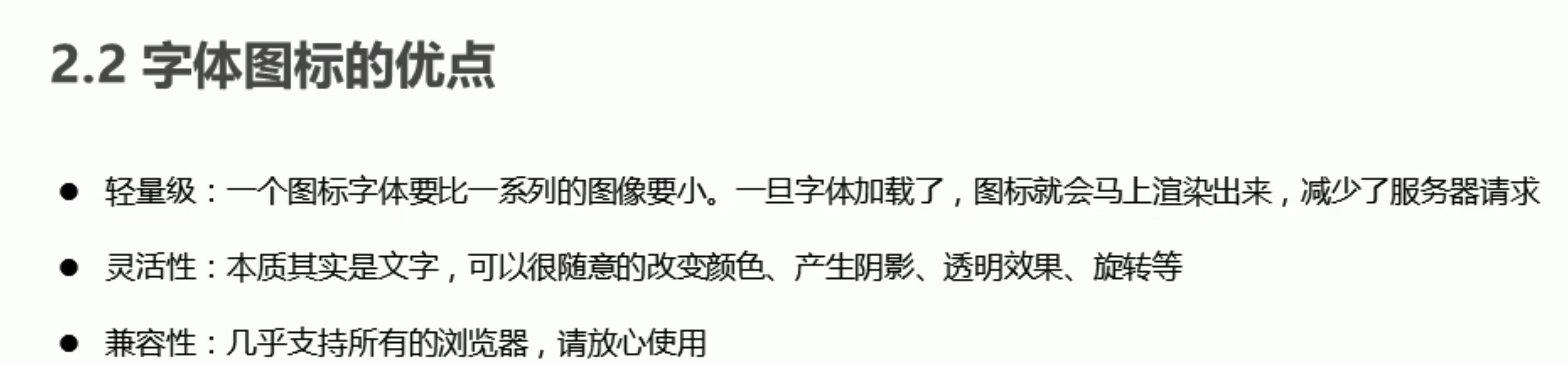 2.2 字体图标的优点
● 轻量级：一个图标字体要比一系列的图像要小。一旦字体加载了，图标就会马上渲染出来，减少了服务器请求
● 灵活性：本质其实是文字，可以很随意的改变颜色、产生阴影、透明效果、旋转等
● 兼容性：几乎支持所有的浏览器，请放心使用